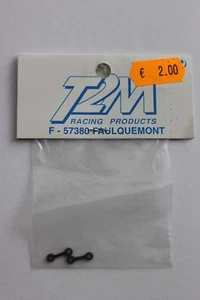 € 2.00
T2M
RACING PRODUCTS
F - 57380 FAULQUEMONT